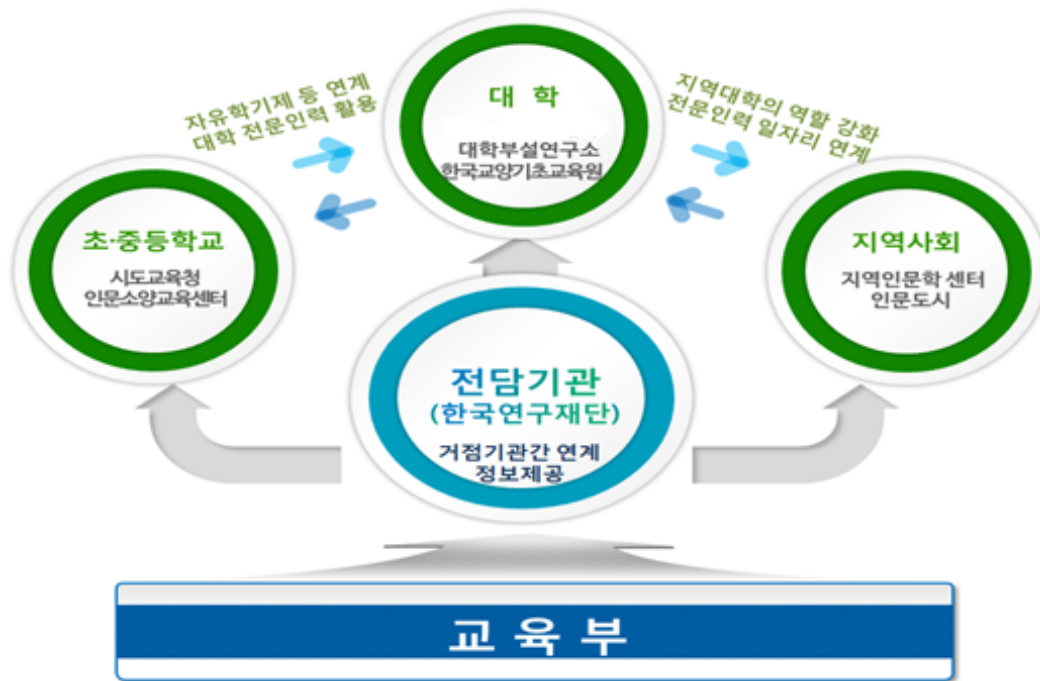 자유학기제 등 연계
대학 전문인력 활용
대 학
대학부설연구소
한국교양기초교육원
지역대학의 역할 강화
전문인력 일자리 연계
초·중등학교
시도교육청
인문소양교육센터
지역사회
지역인문학 센터
인문도시
전담기관
(한국연구재단)
거점기관간 연계
정보제공
교 육 부